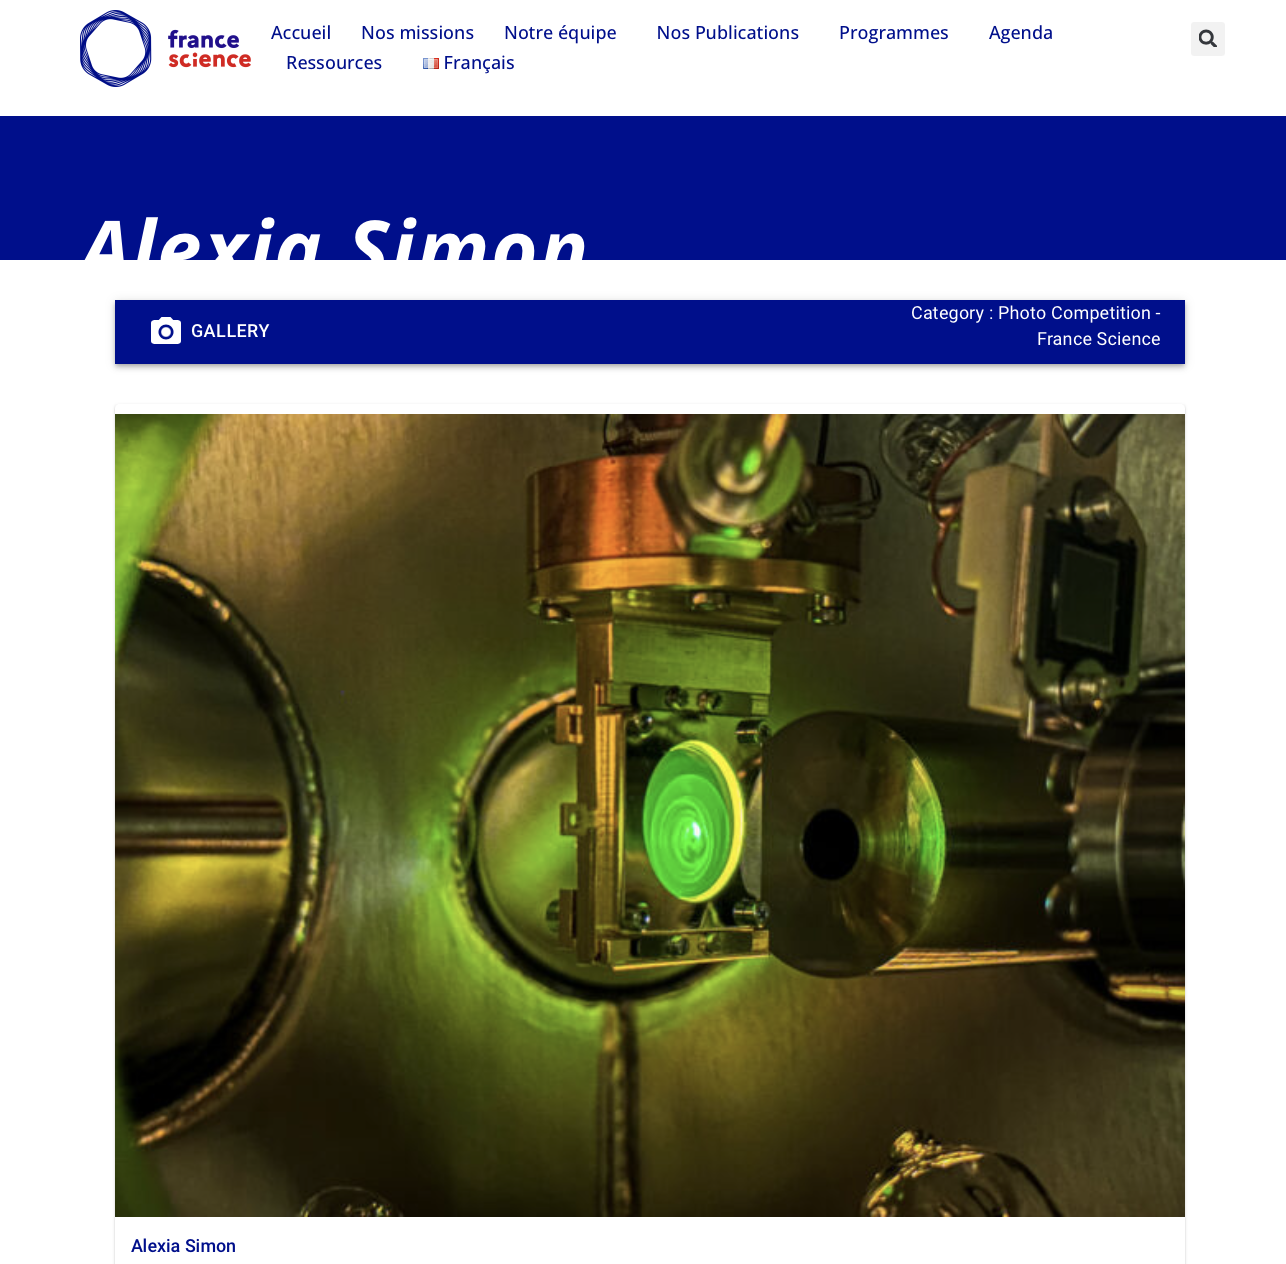 france
science
Accueil Nos missions Notre équipe Nos Publications Programmes Agenda
Ressources Français
Alexia Simon
GALLERY
Category : Photo Competition -
France Science
Alexia Simon